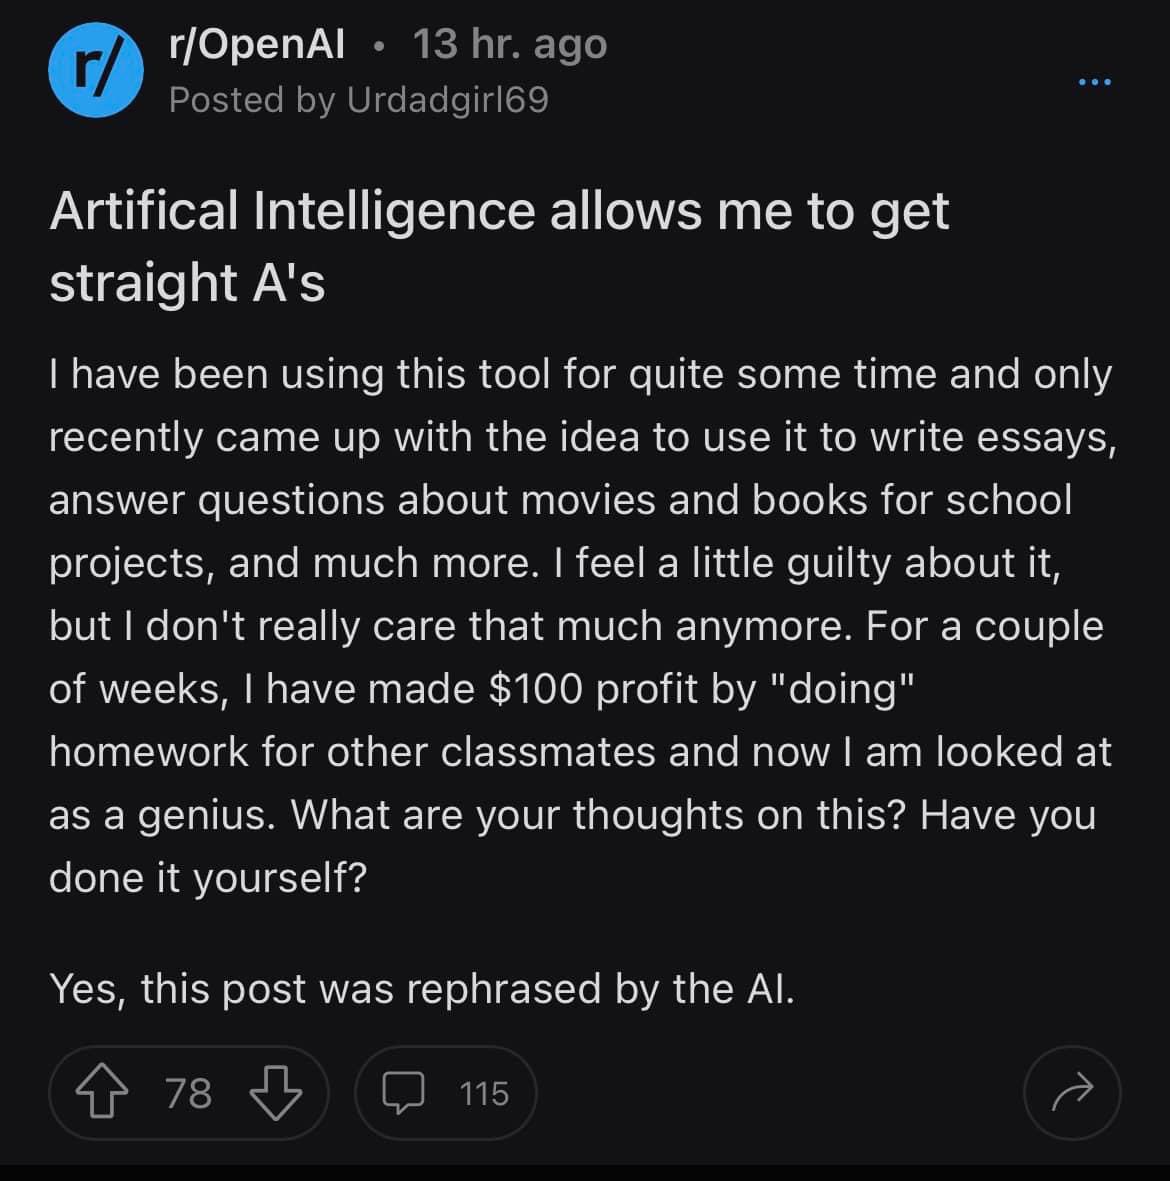 r/
r/OpenAI • 13 hr. ago
Posted by Urdadgirl69
Artifical Intelligence allows me to get
straight A's
I have been using this tool for quite some time and only
recently came up with the idea to use it to write essays,
answer questions about movies and books for school
projects, and much more. I feel a little guilty about it,
but I don't really care that much anymore. For a couple
of weeks, I have made $100 profit by "doing"
homework for other classmates and now I am looked at
as a genius. What are your thoughts on this? Have you
done it yourself?
Yes, this post was rephrased by the AI.
78 115